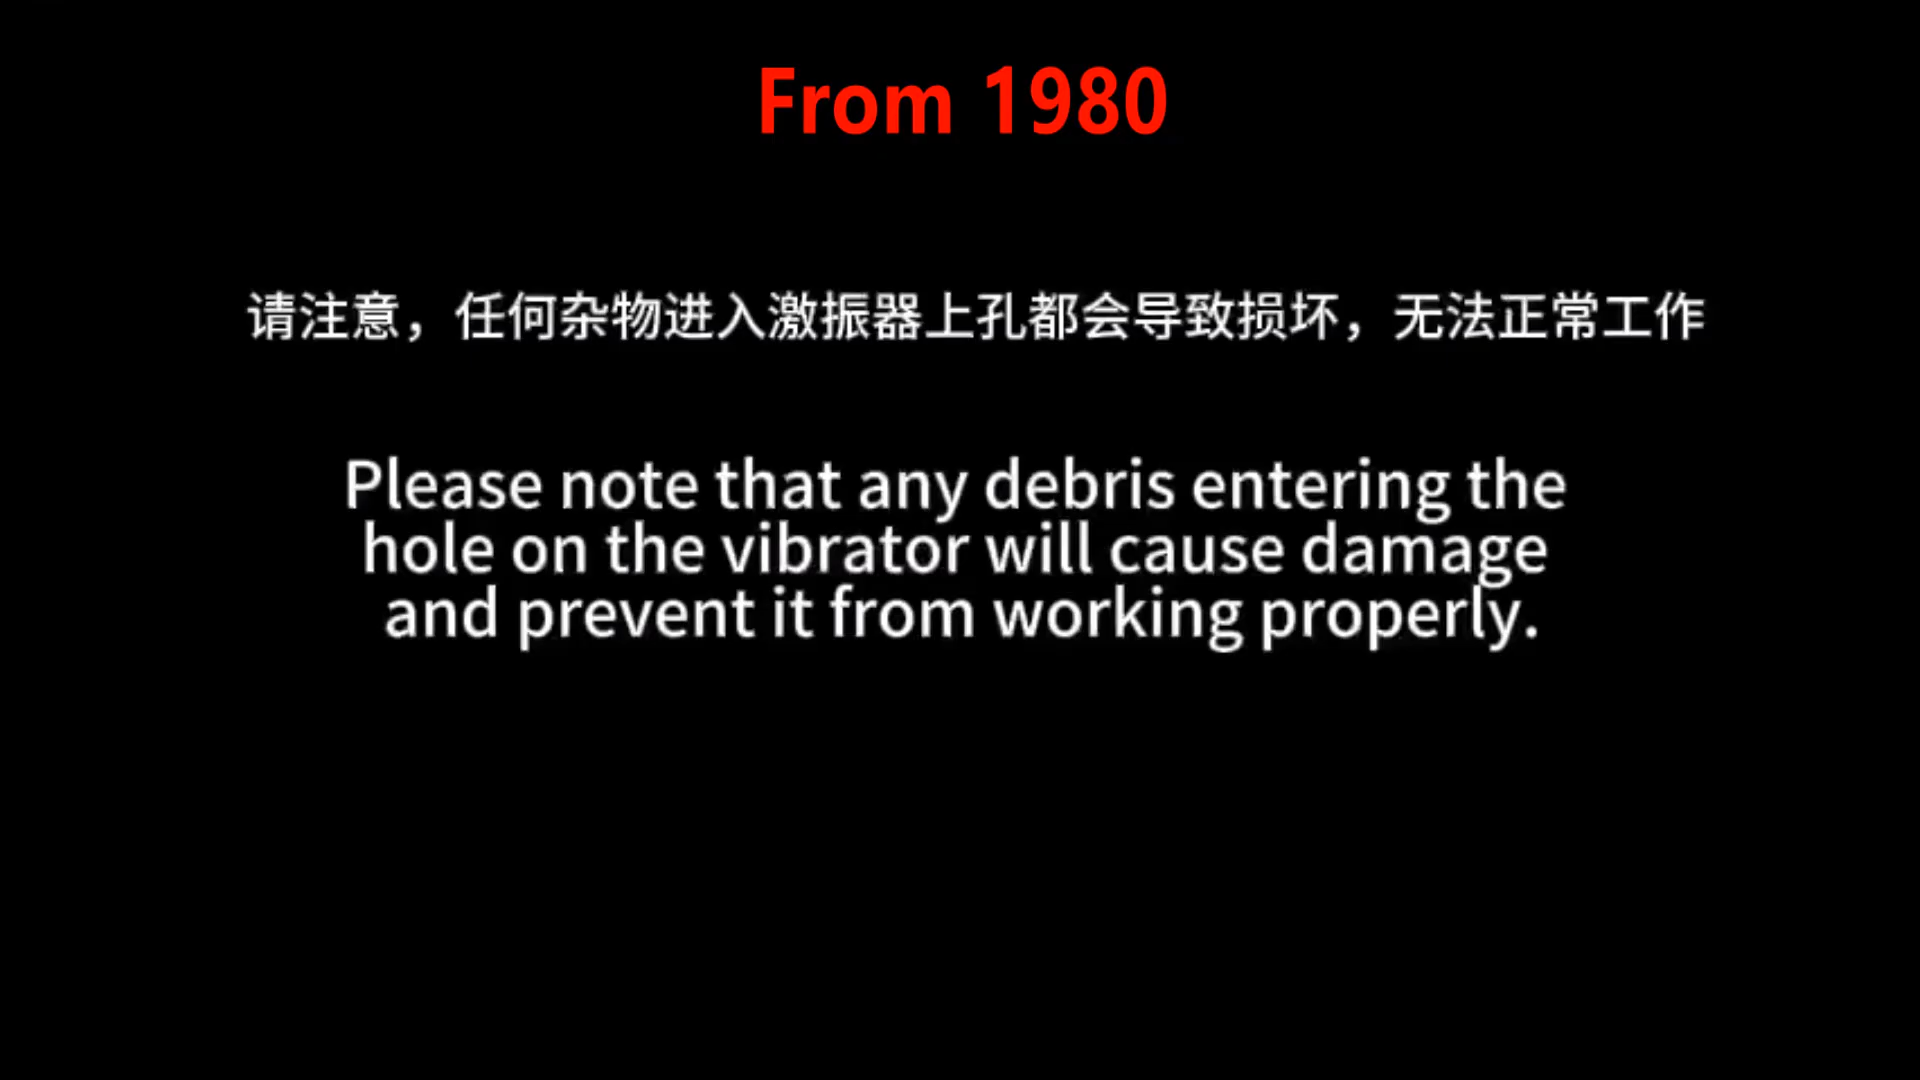 From 1980
请注意，任何杂物进入激振器上孔都会导致损坏，无法正常工作
Please note that any debris entering the
hole on the vibrator will cause damage
and prevent it from working properly.